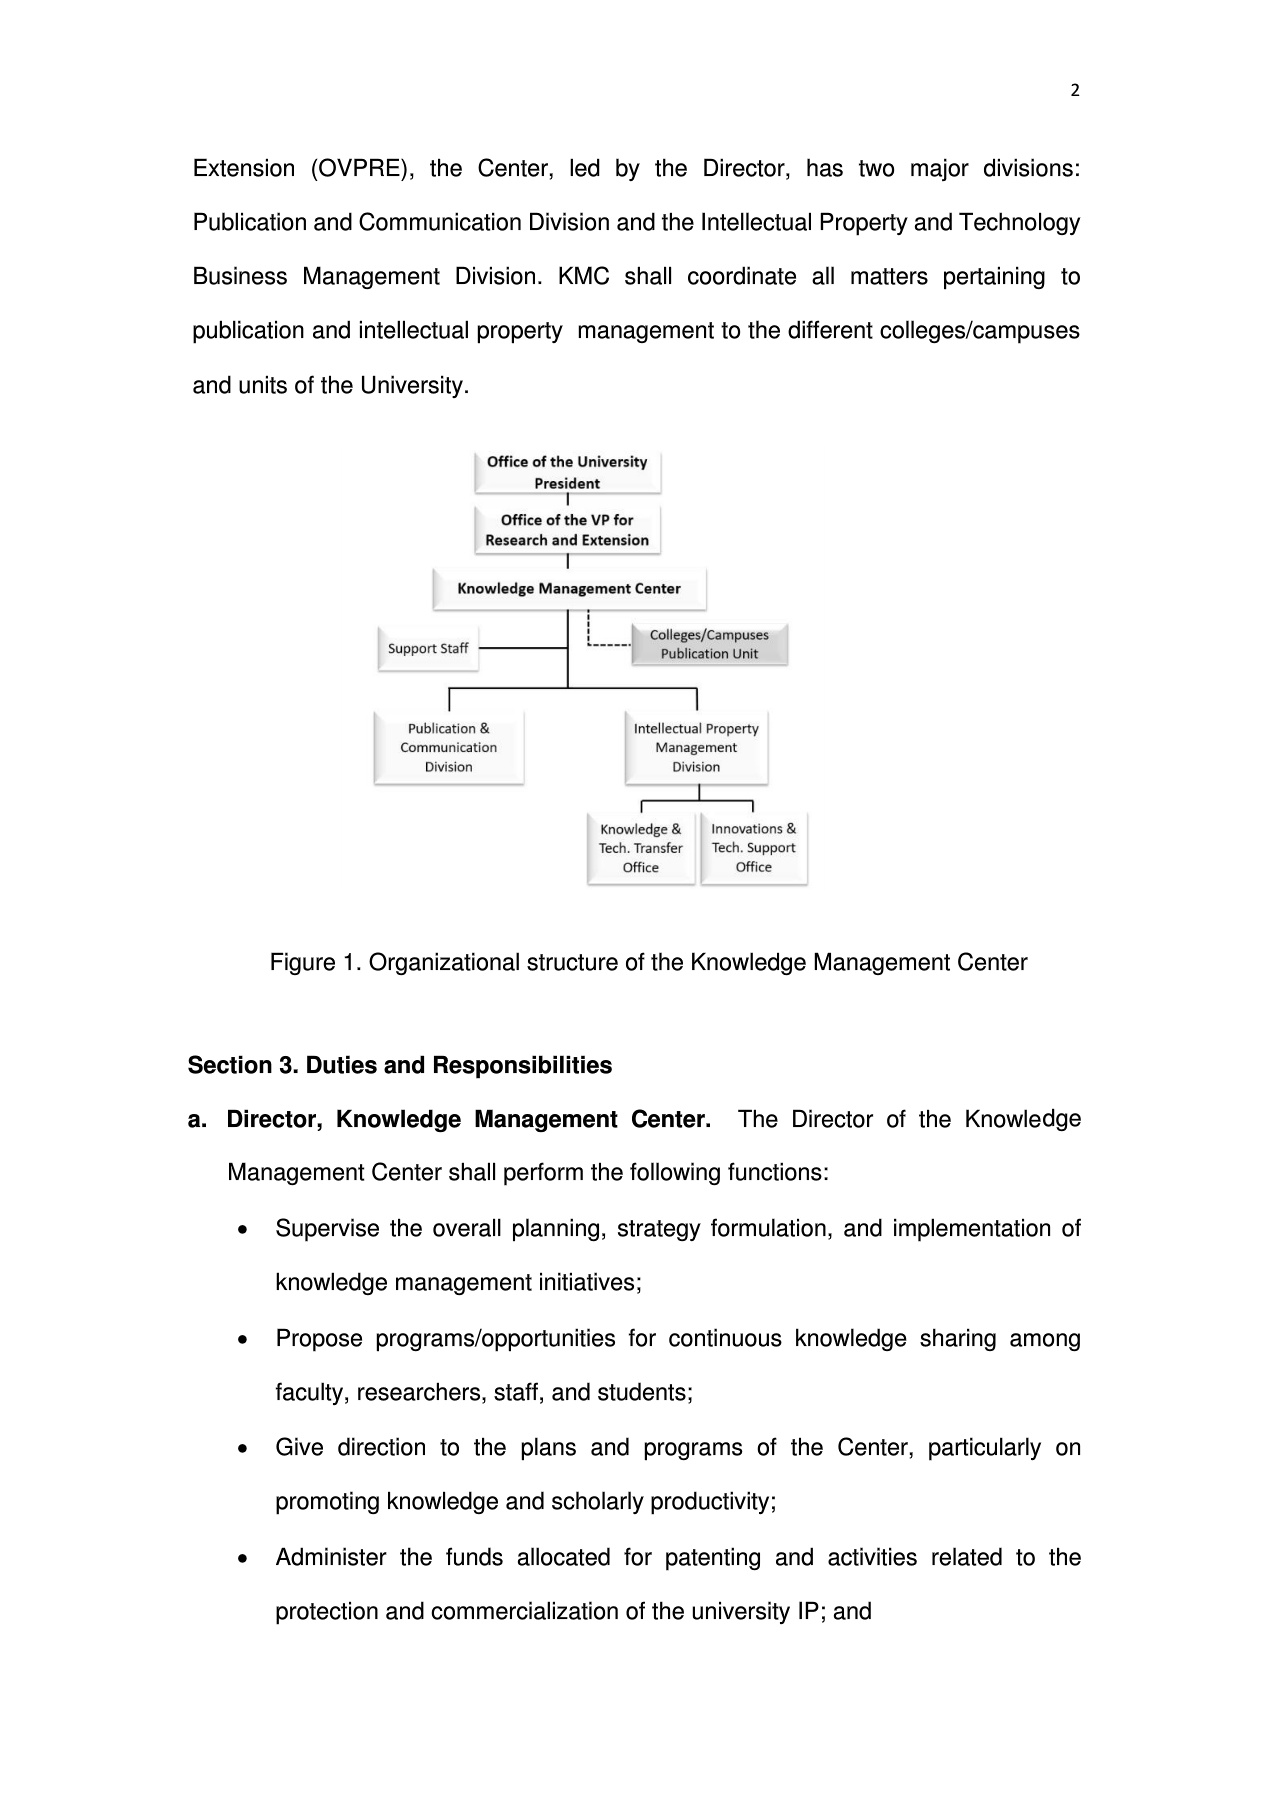 2
Extension (OVPRE), the Center, led by the Director, has two major divisions:
Publication and Communication Division and the Intellectual Property and Technology
Business Management Division. KMC shall coordinate all matters pertaining to
publication and intellectual property management to the different colleges/campuses
and units of the University.
Office of the University
President
Office of the VP for
Research and Extension
Knowledge Management Center
Support Staff
Colleges/Campuses
Publication Unit
Publication &
Communication
Division
Intellectual Property
Management
Division
Knowledge &
Tech. Transfer
Office
Innovations &
Tech. Support
Office
Figure 1. Organizational structure of the Knowledge Management Center
Section 3. Duties and Responsibilities
a. Director, Knowledge Management Center. The Director of the Knowledge
Management Center shall perform the following functions:
• Supervise the overall planning, strategy formulation, and implementation of
knowledge management initiatives;
• Propose programs/opportunities for continuous knowledge sharing among
faculty, researchers, staff, and students;
• Give direction to the plans and programs of the Center, particularly on
promoting knowledge and scholarly productivity;
• Administer the funds allocated for patenting and activities related to the
protection and commercialization of the university IP; and